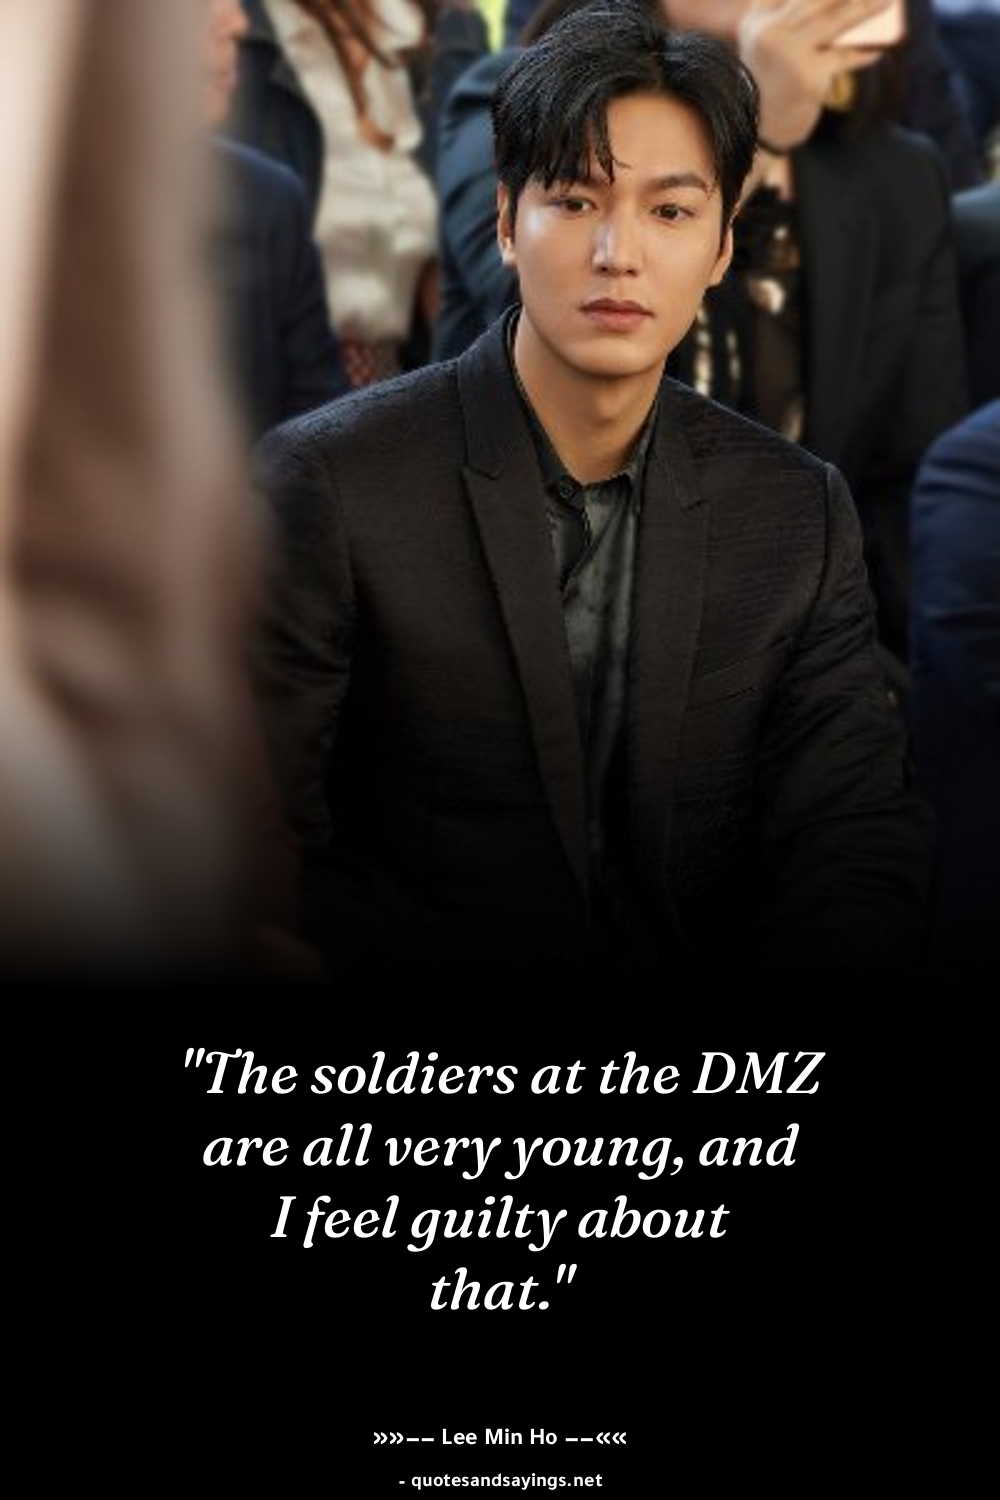 "The soldiers at the DMZ
are all very young, and
I feel guilty about
that."
»»–– Lee Min Ho ––««
- quotesandsayings.net